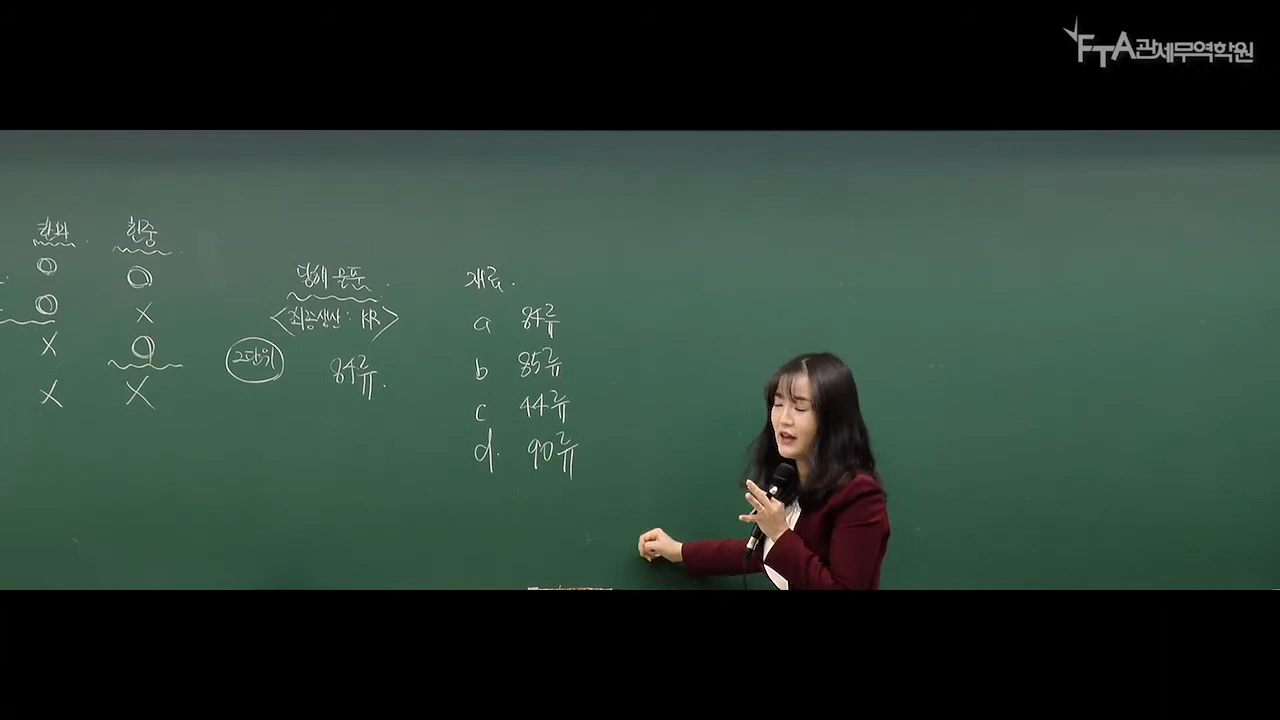 FTA관세무역학원
한중
O O
O X
X O
X X
당해 물품.
<최종생산: KR>
2단위 84류.
재료.
a 84류
b 85류
c 44류
d. 90류